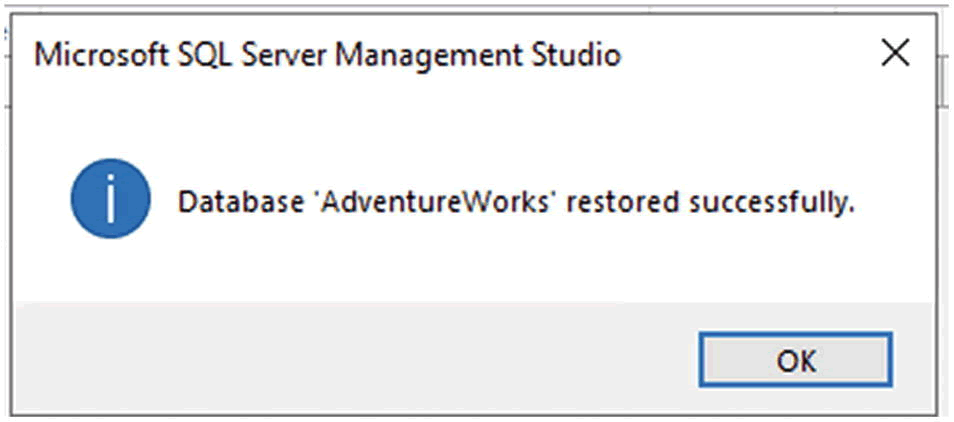 Microsoft SQL Server Management Studio
Database 'AdventureWorks' restored successfully.
OK